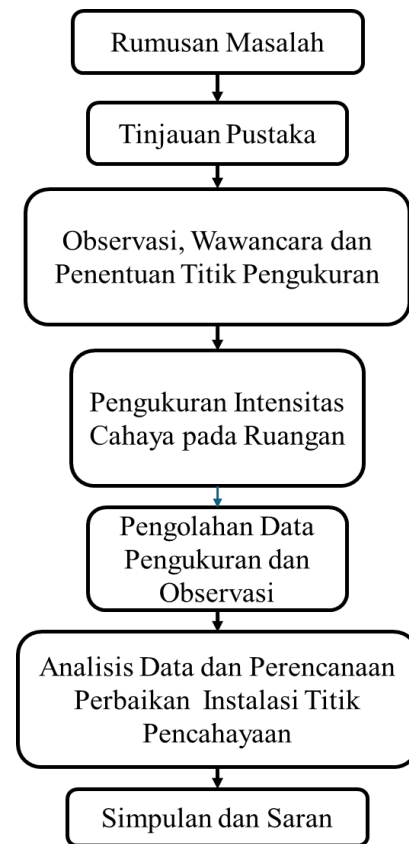 Rumusan Masalah
Tinjauan Pustaka
Observasi, Wawancara dan
Penentuan Titik Pengukuran
Pengukuran Intensitas
Cahaya pada Ruangan
Pengolahan Data
Pengukuran dan
Observasi
Analisis Data dan Perencanaan
Perbaikan Instalasi Titik
Pencahayaan
Simpulan dan Saran